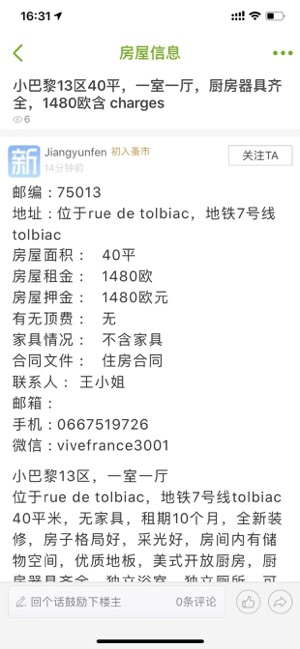 16:31
房屋信息
小巴黎13区40平，一室一厅，厨房器具齐
全，1480欧含 charges
6
新
Jiangyunfen 初入蚤市
14分钟前
关注TA
邮编：75013
地址：位于rue de tolbiac，地铁7号线
tolbiac
房屋面积： 40平
房屋租金： 1480欧
房屋押金： 1480欧元
有无顶费： 无
家具情况： 不含家具
合同文件： 住房合同
联系人：王小姐
邮箱：
手机：0667519726
微信：vivefrance3001
小巴黎13区，一室一厅
位于rue de tolbiac，地铁7号线tolbiac
40平米，无家具，租期10个月，全新装
修，房子格局好，采光好，房间内有储
物空间，优质地板，美式开放厨房，厨
房器具齐全，独立浴室，独立厕所，可
回个话鼓励下楼主
0条评论